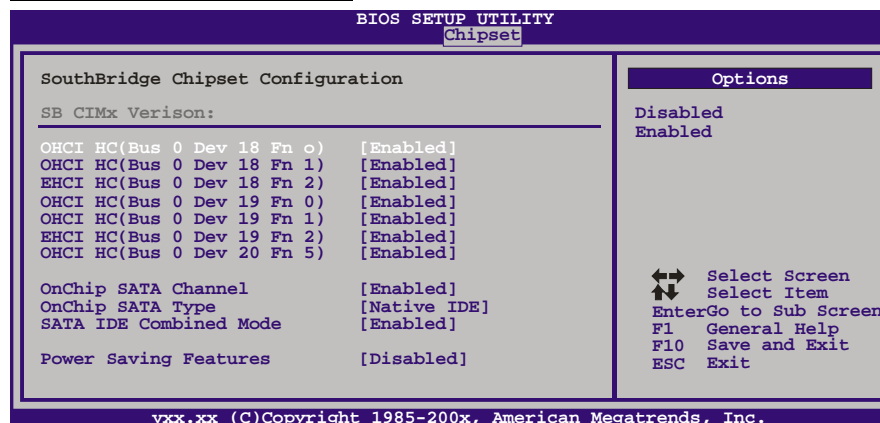 BIOS SETUP UTILITY
Chipset
SouthBridge Chipset Configuration
SB CIMx Verison:
OHCI HC(Bus 0 Dev 18 Fn o) [Enabled]
OHCI HC(Bus 0 Dev 18 Fn 1) [Enabled]
EHCI HC(Bus 0 Dev 18 Fn 2) [Enabled]
OHCI HC(Bus 0 Dev 19 Fn 0) [Enabled]
OHCI HC(Bus 0 Dev 19 Fn 1) [Enabled]
EHCI HC(Bus 0 Dev 19 Fn 2) [Enabled]
OHCI HC(Bus 0 Dev 20 Fn 5) [Enabled]
OnChip SATA Channel [Enabled]
OnChip SATA Type [Native IDE]
SATA IDE Combined Mode [Enabled]
Power Saving Features [Disabled]
Options
Disabled
Enabled
Select Screen
Select Item
EnterGo to Sub Screen
F1 General Help
F10 Save and Exit
ESC Exit
vxx.xx (C)Copyright 1985-200x, American Megatrends, Inc.